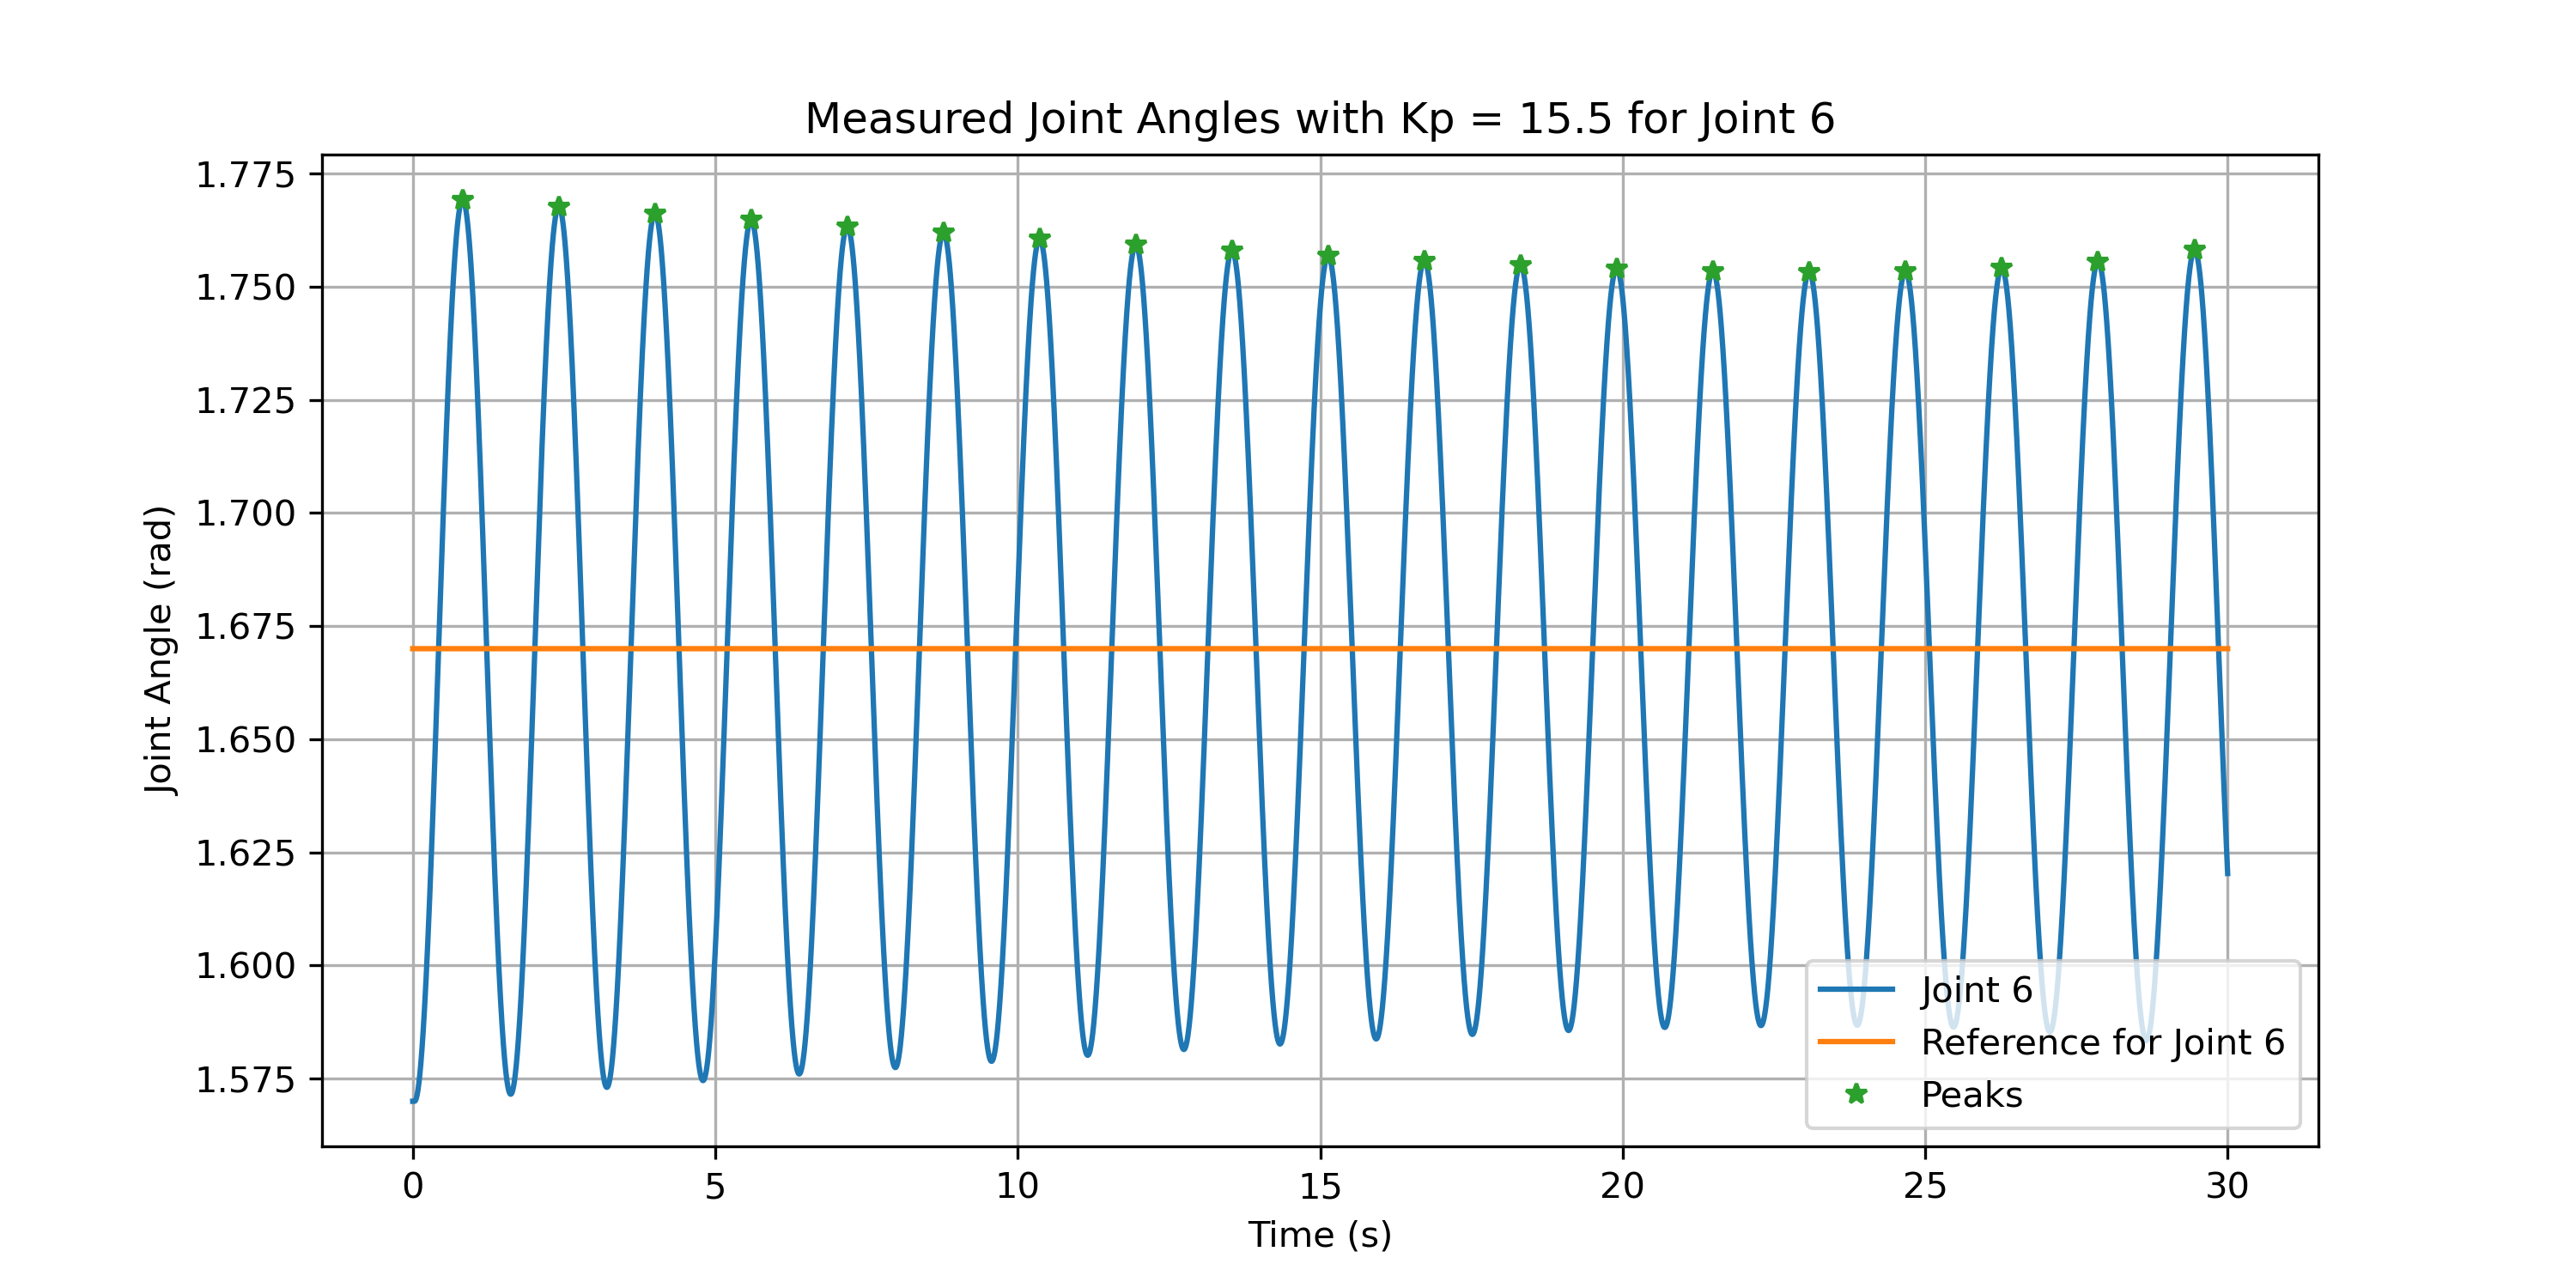 Measured Joint Angles with Kp = 15.5 for Joint 6
Joint Angle (rad)
1.775
1.750
1.725
1.700
1.675
1.650
1.625
1.600
1.575
Joint 6
Reference for Joint 6
Peaks
0 5 10 15 20 25 30
Time (s)